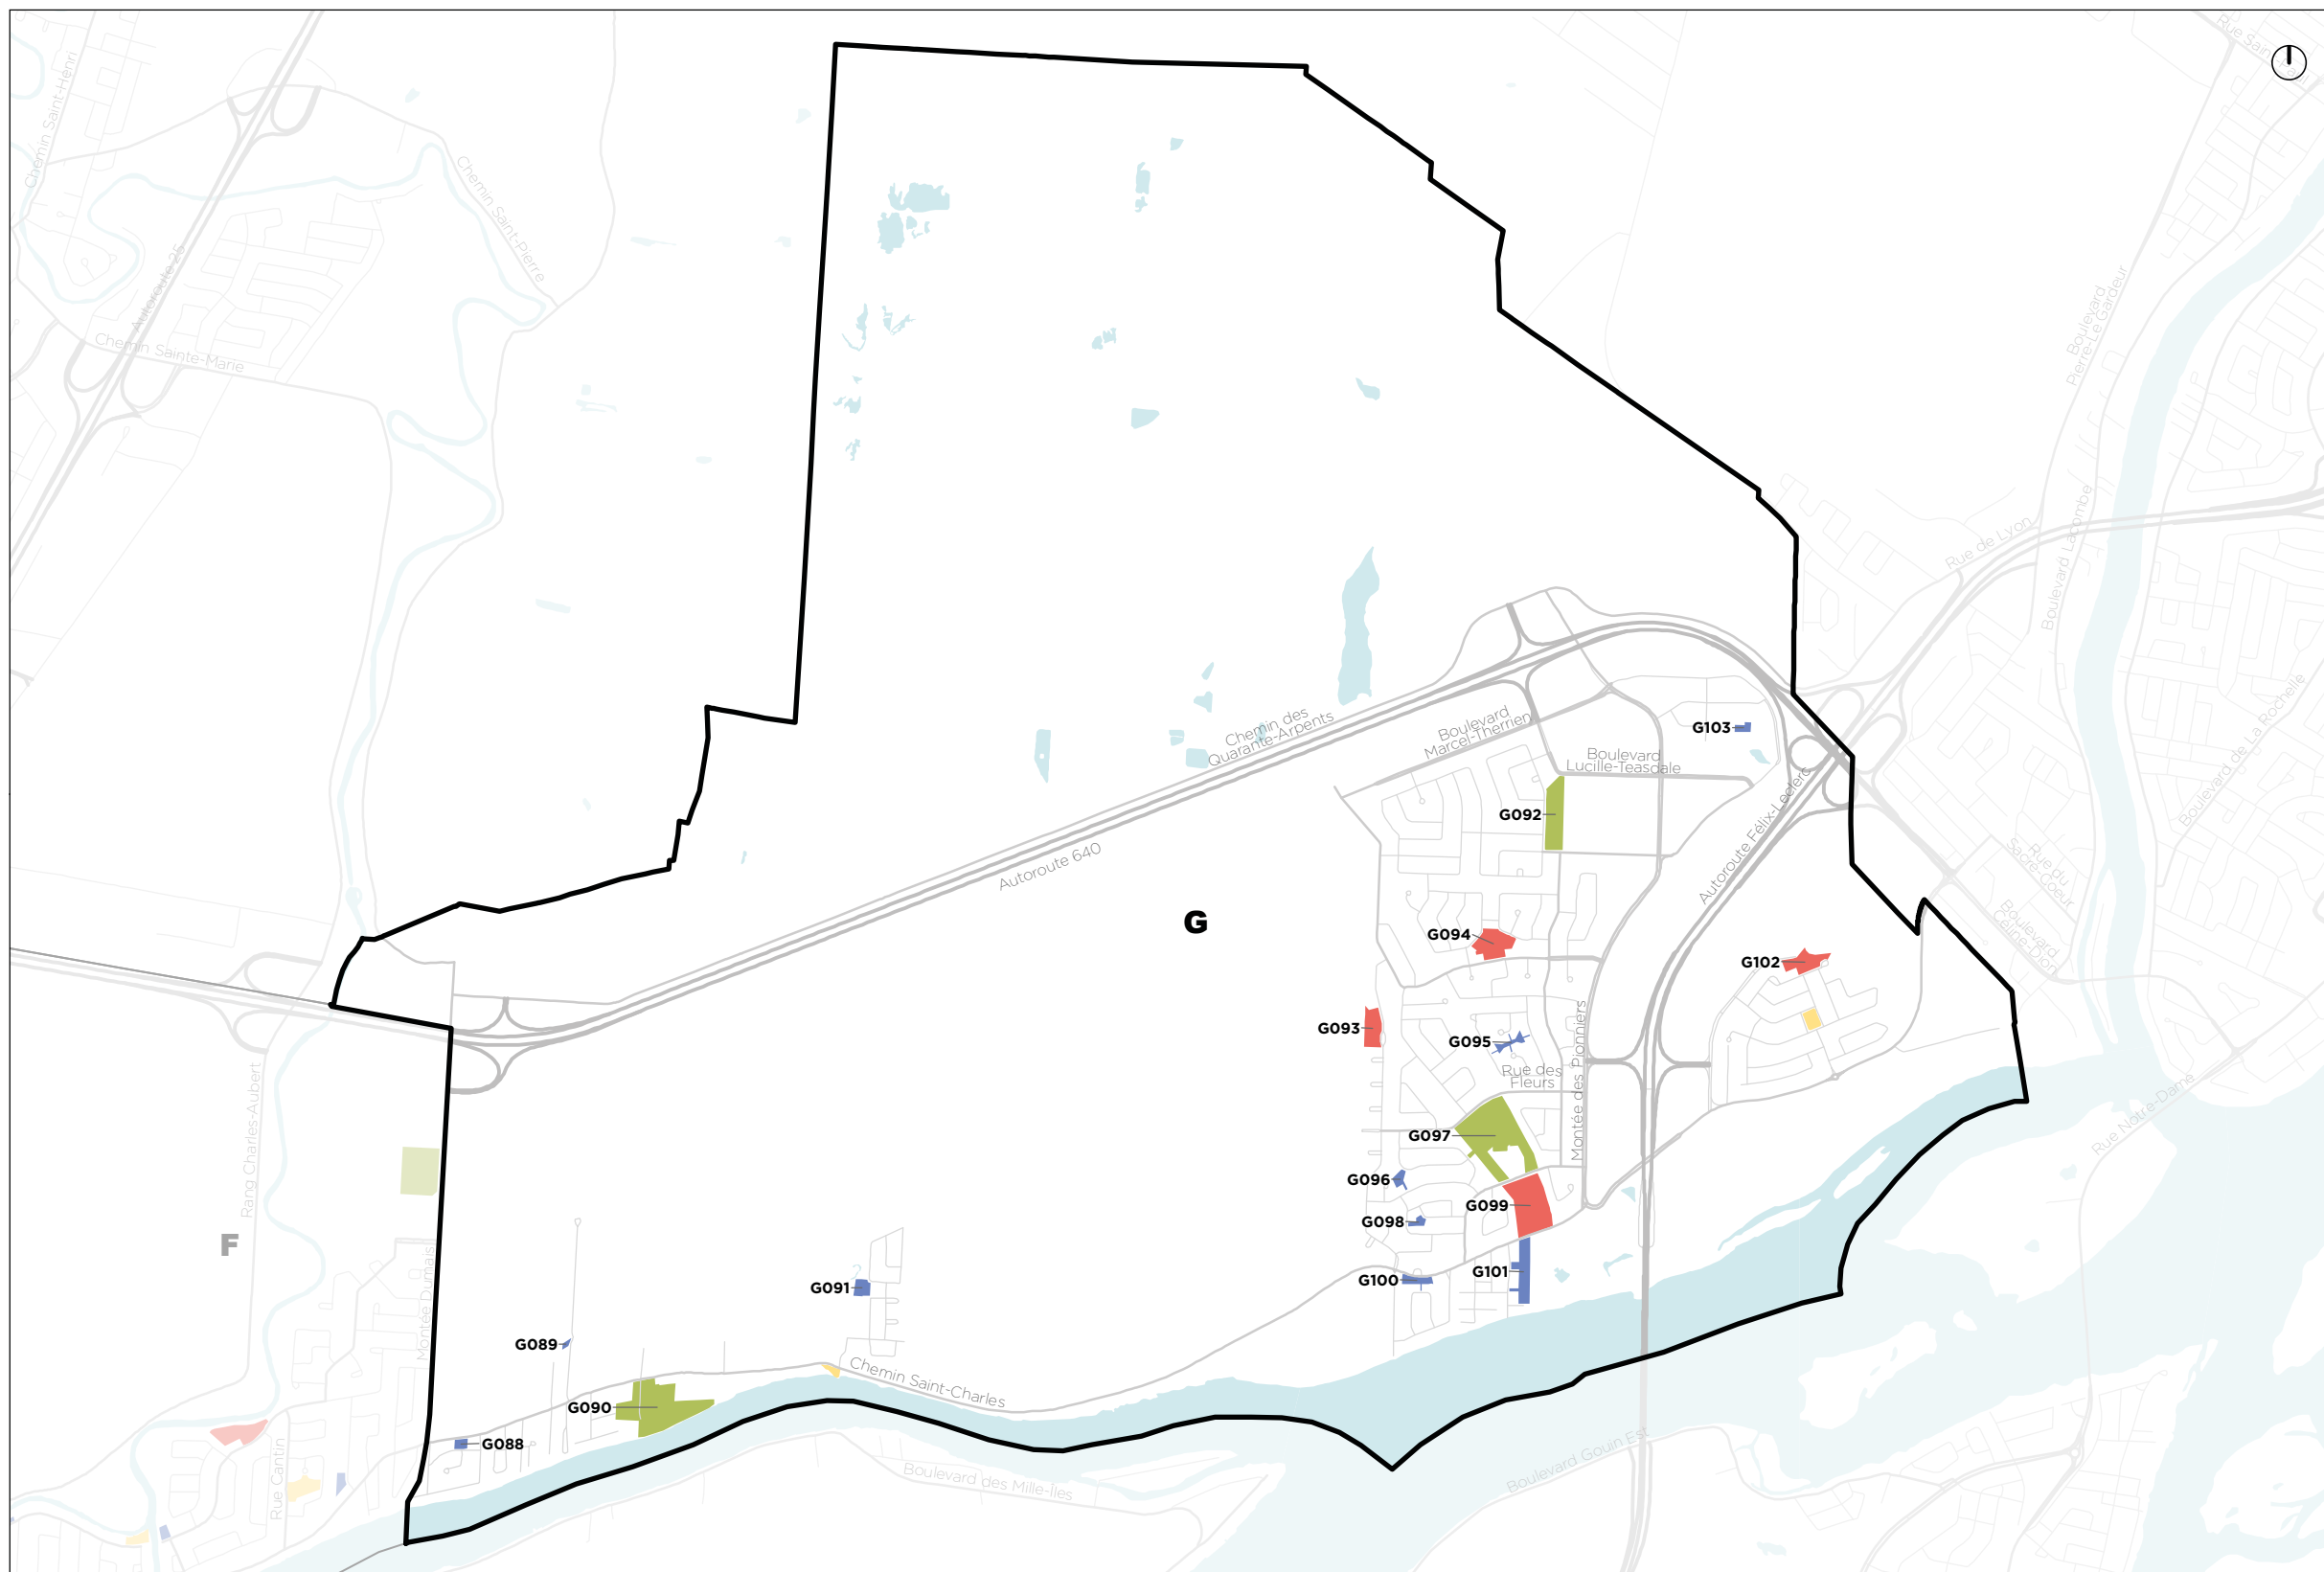 Rue Sain
Chemin Saint-Henri
Chemin Saint-Pierre
Autoroute 25
Chemin Sainte-Marie
Boulevard
Pierre-Le Gardeur
Rue de Lyon
Boulevard Lacombe
Chemin des
Quarante-Arpents
Boulevard
Marcel-Therrien
G103
Boulevard
Lucille-Teasdale
Boulevard de La Rochelle
G092
Autoroute Félix-Leclerc
Autoroute 640
Rue du
Sacré-Cœur
G
G094
Boulevard
Céline-Dion
G102
G093
G095
Montée des Pionniers
Rue des
Fleurs
Rang Charles-Aubert
Rue Notre-Dame
G097
G096
G099
G098
F
G101
G100
G091
Montée Dumais
G089
Chemin Saint-Charles
G090
G088
Rue Cantin
Boulevard Gouin Est
Boulevard des Mille-Îles